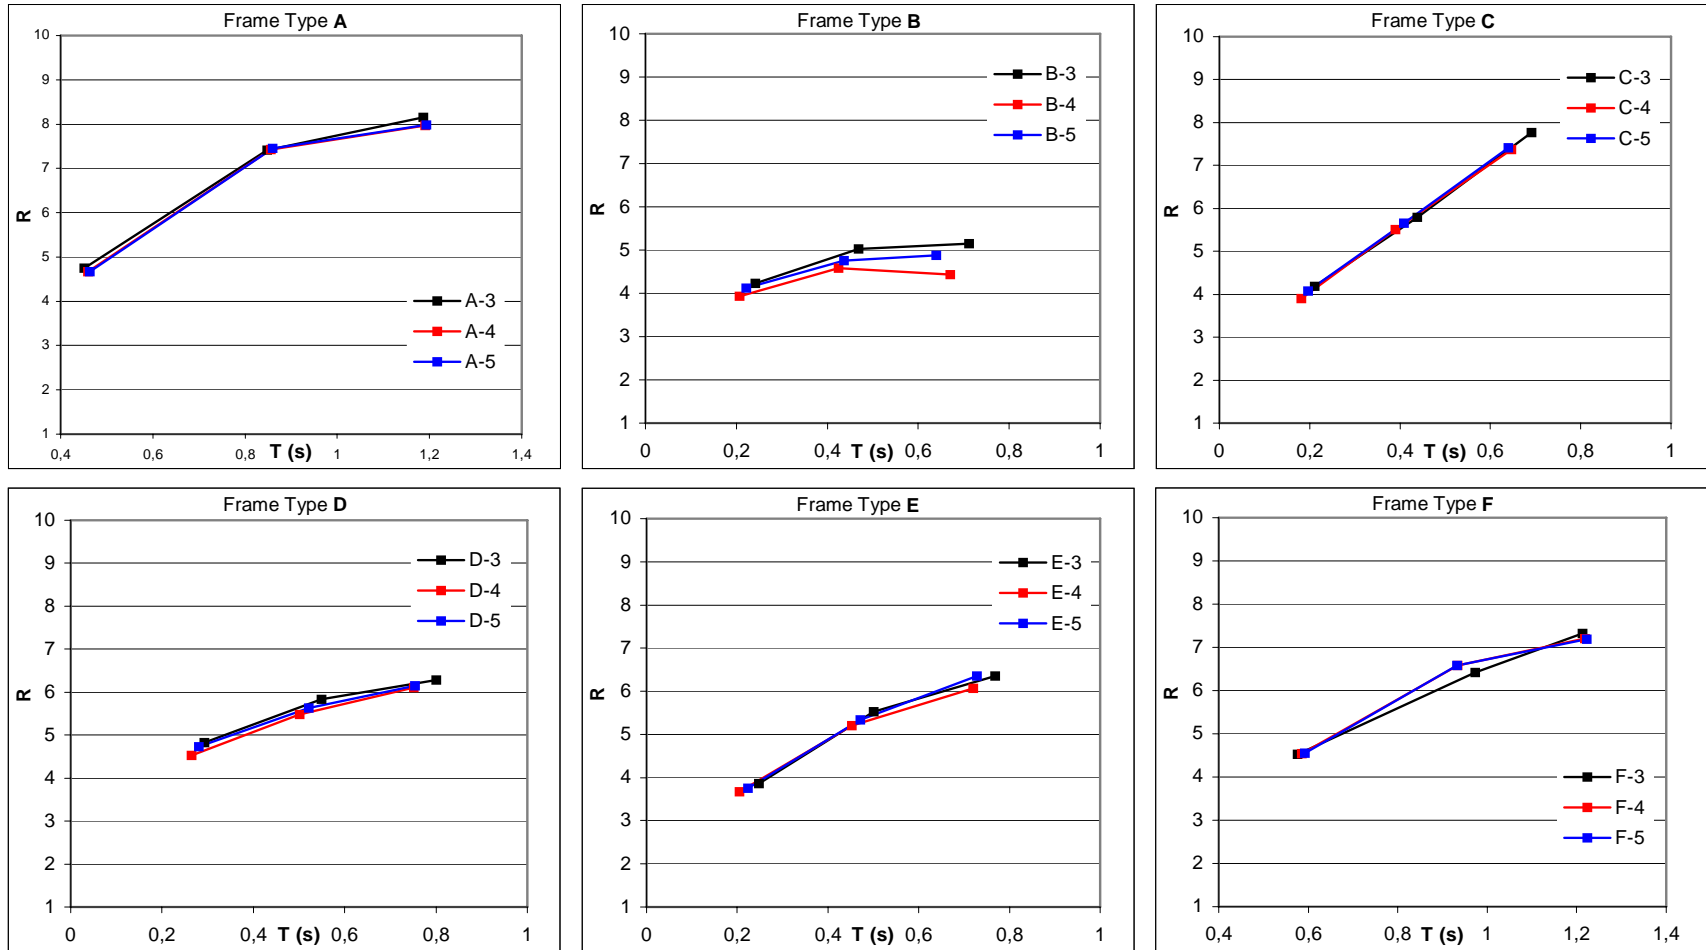 Frame Type A
10
9
8
7
6
5
4
3
2
1
R
0,4 0,6 0,8 1 1,2 1,4
T (s)
A-3
A-4
A-5
Frame Type B
10
9
8
7
6
5
4
3
2
1
R
0 0,2 0,4 0,6 0,8 1
T (s)
B-3
B-4
B-5
Frame Type C
10
9
8
7
6
5
4
3
2
1
R
0 0,2 0,4 0,6 0,8 1
T (s)
C-3
C-4
C-5
Frame Type D
10
9
8
7
6
5
4
3
2
1
R
0 0,2 0,4 0,6 0,8 1
T (s)
D-3
D-4
D-5
Frame Type E
10
9
8
7
6
5
4
3
2
1
R
0 0,2 0,4 0,6 0,8 1
T (s)
E-3
E-4
E-5
Frame Type F
10
9
8
7
6
5
4
3
2
1
R
0,4 0,6 0,8 1 1,2 1,4
T (s)
F-3
F-4
F-5